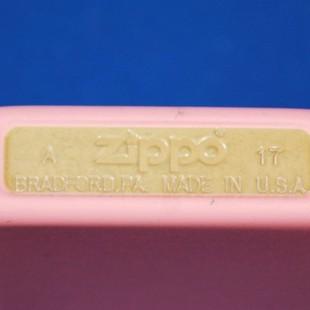 A Zippo 17
BRADFORD, PA. MADE IN U.S.A